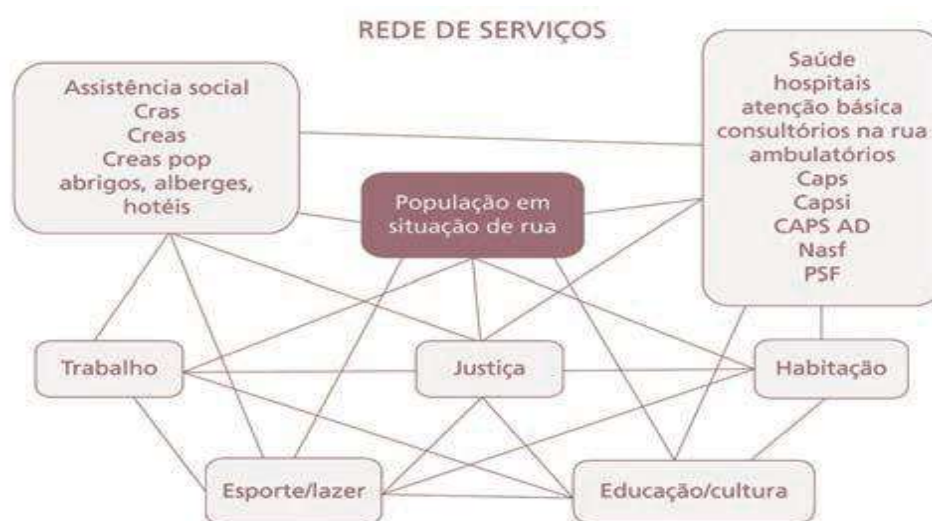 REDE DE SERVIÇOS
Assistência social
Cras
Creas
Creas pop
abrigos, alberges,
hotéis
Saúde
hospitais
atenção básica
consultórios na rua
ambulatórios
Caps
Capsi
CAPS AD
Nasf
PSF
População em
situação de rua
Trabalho
Justiça
Habitação
Esporte/lazer
Educação/cultura